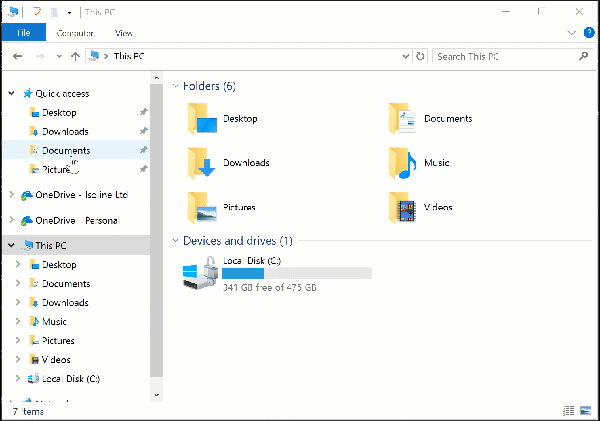 This PC
File Computer View
This PC Search This PC
Quick access
Desktop
Downloads
Documents
Pictures
OneDrive - Isoline Ltd
OneDrive - Personal
This PC
Desktop
Documents
Downloads
Music
Pictures
Videos
Local Disk (C:)
Folders (6)
Desktop Documents
Downloads Music
Pictures Videos
Devices and drives (1)
Local Disk (C:)
341 GB free of 475 GB
7 items